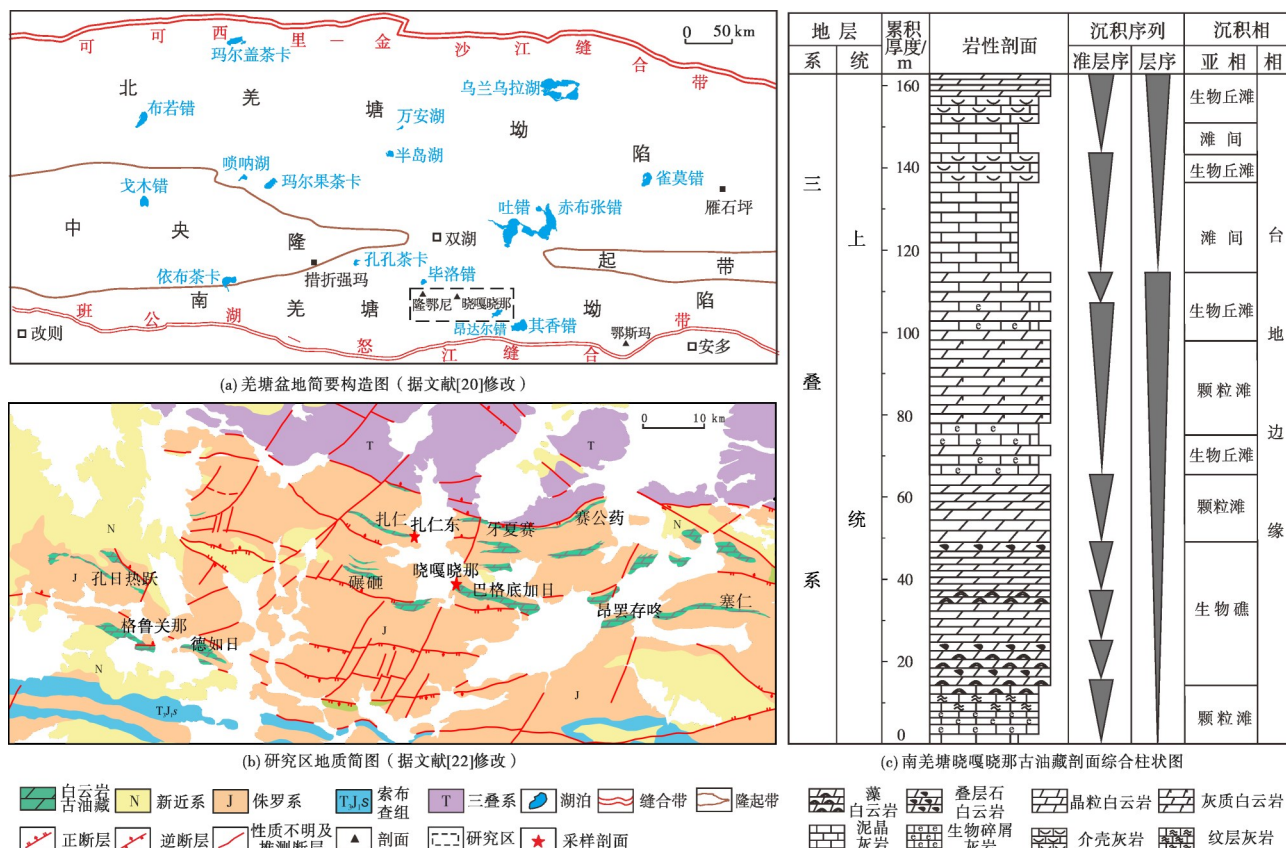 可可西里—金沙江缝合带
0 50 km
玛尔盖茶卡
乌兰乌拉湖
北羌塘坳陷
布若错
万安湖
半岛湖
唢呐湖
玛尔果茶卡
雀莫错
戈木错
雁石坪
吐错
赤布张错
中央隆起带
双湖
孔孔茶卡
措折强玛
毕洛错
依布茶卡
南羌塘坳陷
隆鄂尼
晓嘎晓那
昂达尔错
其香错
鄂斯玛
班公湖—怒江缝合带
改则
安多
(a) 羌塘盆地简要构造图(据文献[20]修改)
0 10 km
T
T
N
扎仁
扎仁东
牙夏赛
赛公药
N
J
孔日热跃
晓嘎晓那
碾砸
巴格底加日
昂罢存咚
塞仁
格鲁关那
德如日
J
N
J
T₃J₁s
(b) 研究区地质简图(据文献[22]修改)
地层
累积厚度/m
岩性剖面
沉积序列
沉积相
系
统
准层序
层序
亚相
相
三叠系
上统
160
140
120
100
80
60
40
20
0
生物丘滩
滩间
生物丘滩
滩间
生物丘滩
颗粒滩
生物丘滩
颗粒滩
生物礁
颗粒滩
台地边缘
(c) 南羌塘晓嘎晓那古油藏剖面综合柱状图
白云岩古油藏
N 新近系
J 侏罗系
T₃J₁s 索布查组
T 三叠系
湖泊
缝合带
隆起带
正断层
逆断层
性质不明及推测断层
剖面
研究区
采样剖面
藻白云岩
叠层石白云岩
晶粒白云岩
灰质白云岩
泥晶灰岩
生物碎屑灰岩
介壳灰岩
纹层灰岩